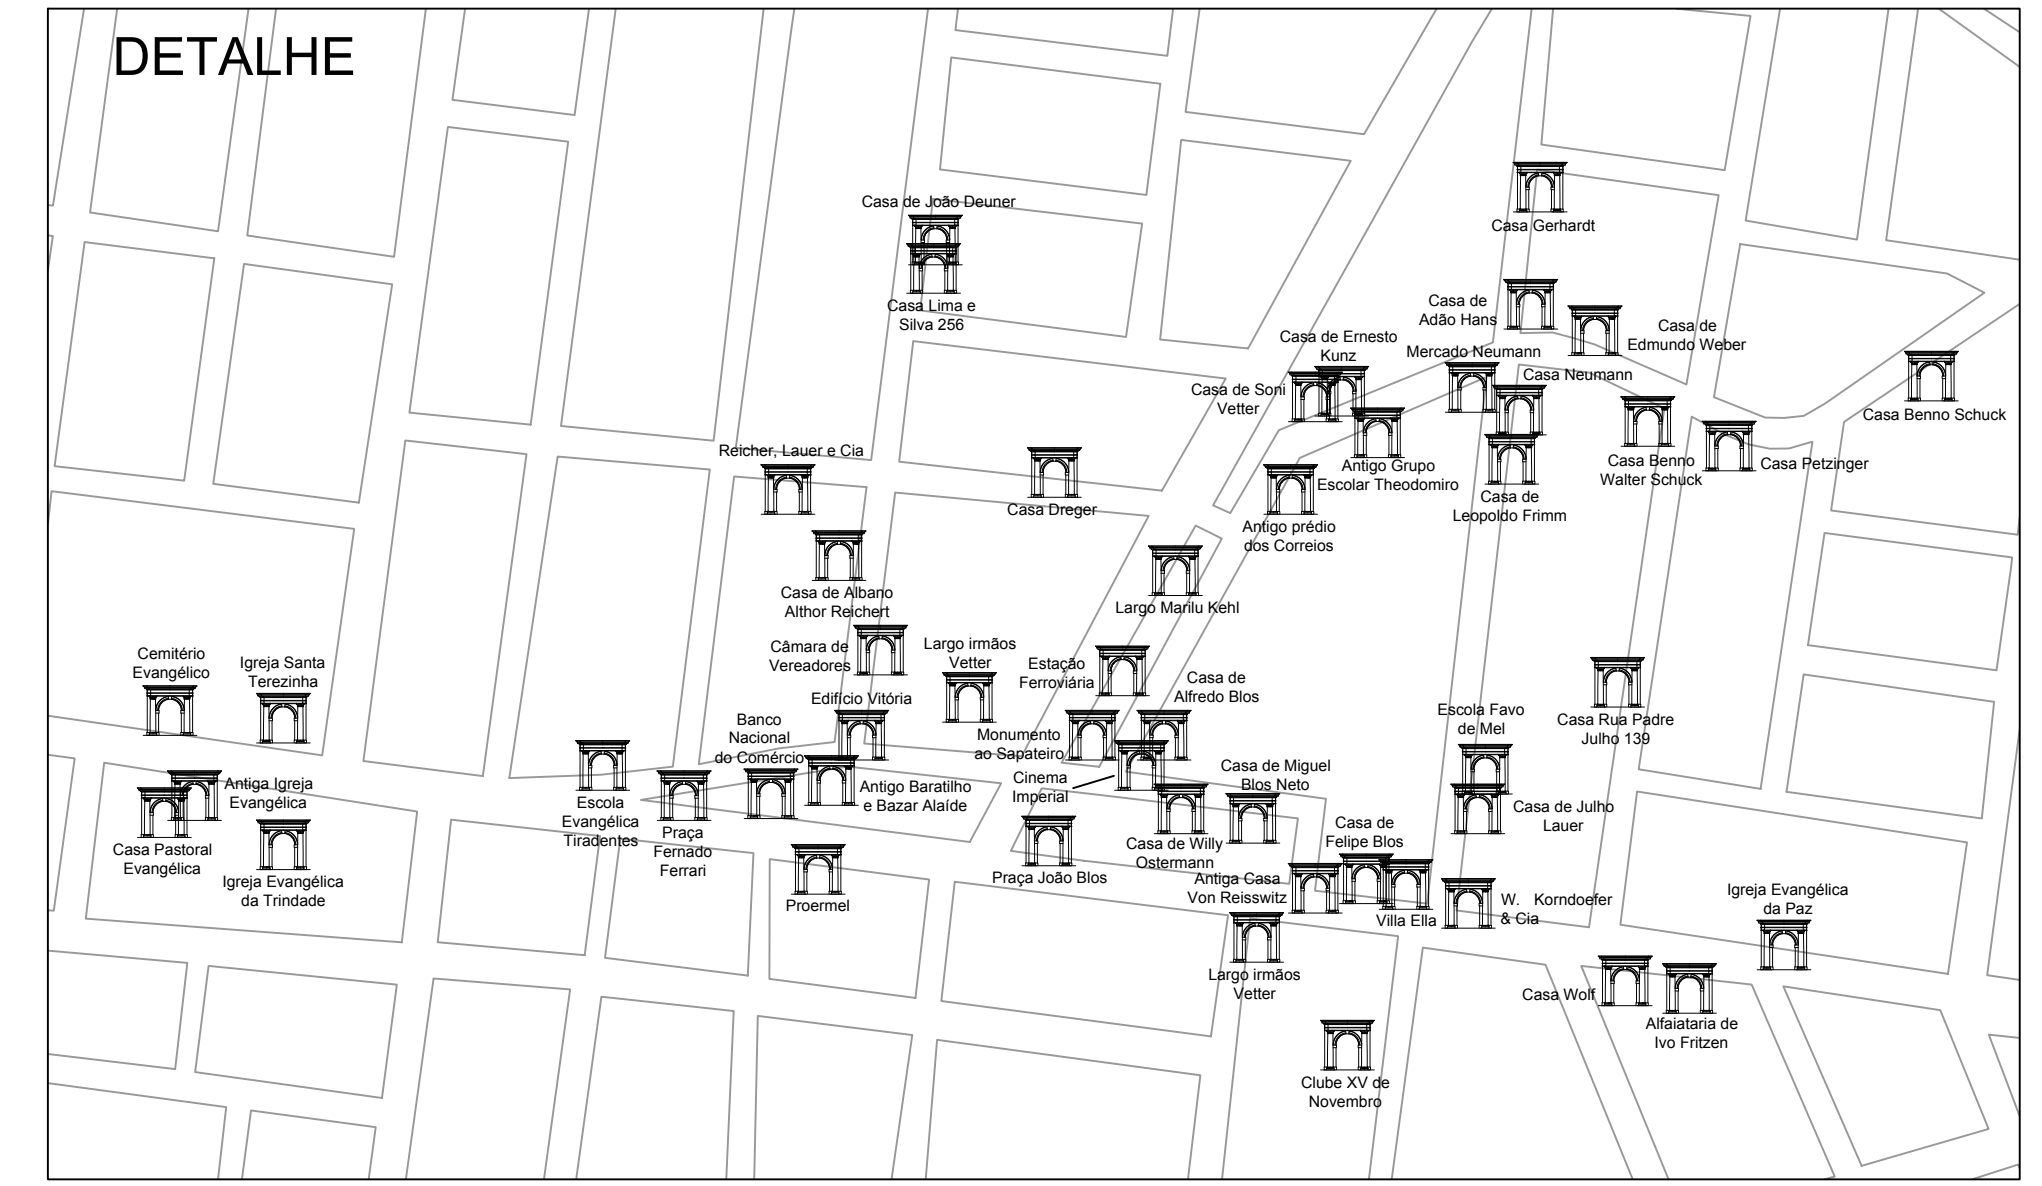 DETALHE
Casa de João Deuner
Casa Lima e
Silva 256
Casa Gerhardt
Casa de
Adão Hans
Casa de
Edmundo Weber
Casa de Ernesto
Kunz
Mercado Neumann
Casa Neumann
Casa de Soni
Vetter
Casa Benno Schuck
Reicher, Lauer e Cia
Casa Dreger
Antigo Grupo
Escolar Theodomiro
Casa Benno
Walter Schuck
Casa Petzinger
Casa de
Leopoldo Frimm
Antigo prédio
dos Correios
Casa de Albano
Althor Reichert
Largo Marilu Kehl
Cemitério
Evangélico
Igreja Santa
Terezinha
Câmara de
Vereadores
Largo irmãos
Vetter
Estação
Ferroviária
Casa de
Alfredo Blos
Edifício Vitória
Banco
Nacional
do Comércio
Monumento
ao Sapateiro
Escola Favo
de Mel
Casa Rua Padre
Julho 139
Cinema
Imperial
Casa de Miguel
Blos Neto
Antiga Igreja
Evangélica
Escola
Evangélica
Tiradentes
Antigo Baratilho
e Bazar Alaíde
Casa de Julho
Lauer
Praça
Fernado
Ferrari
Casa de
Felipe Blos
Casa de Willy
Ostermann
Casa Pastoral
Evangélica
Igreja Evangélica
da Trindade
Praça João Blos
Antiga Casa
Von Reisswitz
Proermel
Villa Ella
W. Korndoefer
& Cia
Igreja Evangélica
da Paz
Largo irmãos
Vetter
Casa Wolf
Alfaiataria de
Ivo Fritzen
Clube XV de
Novembro